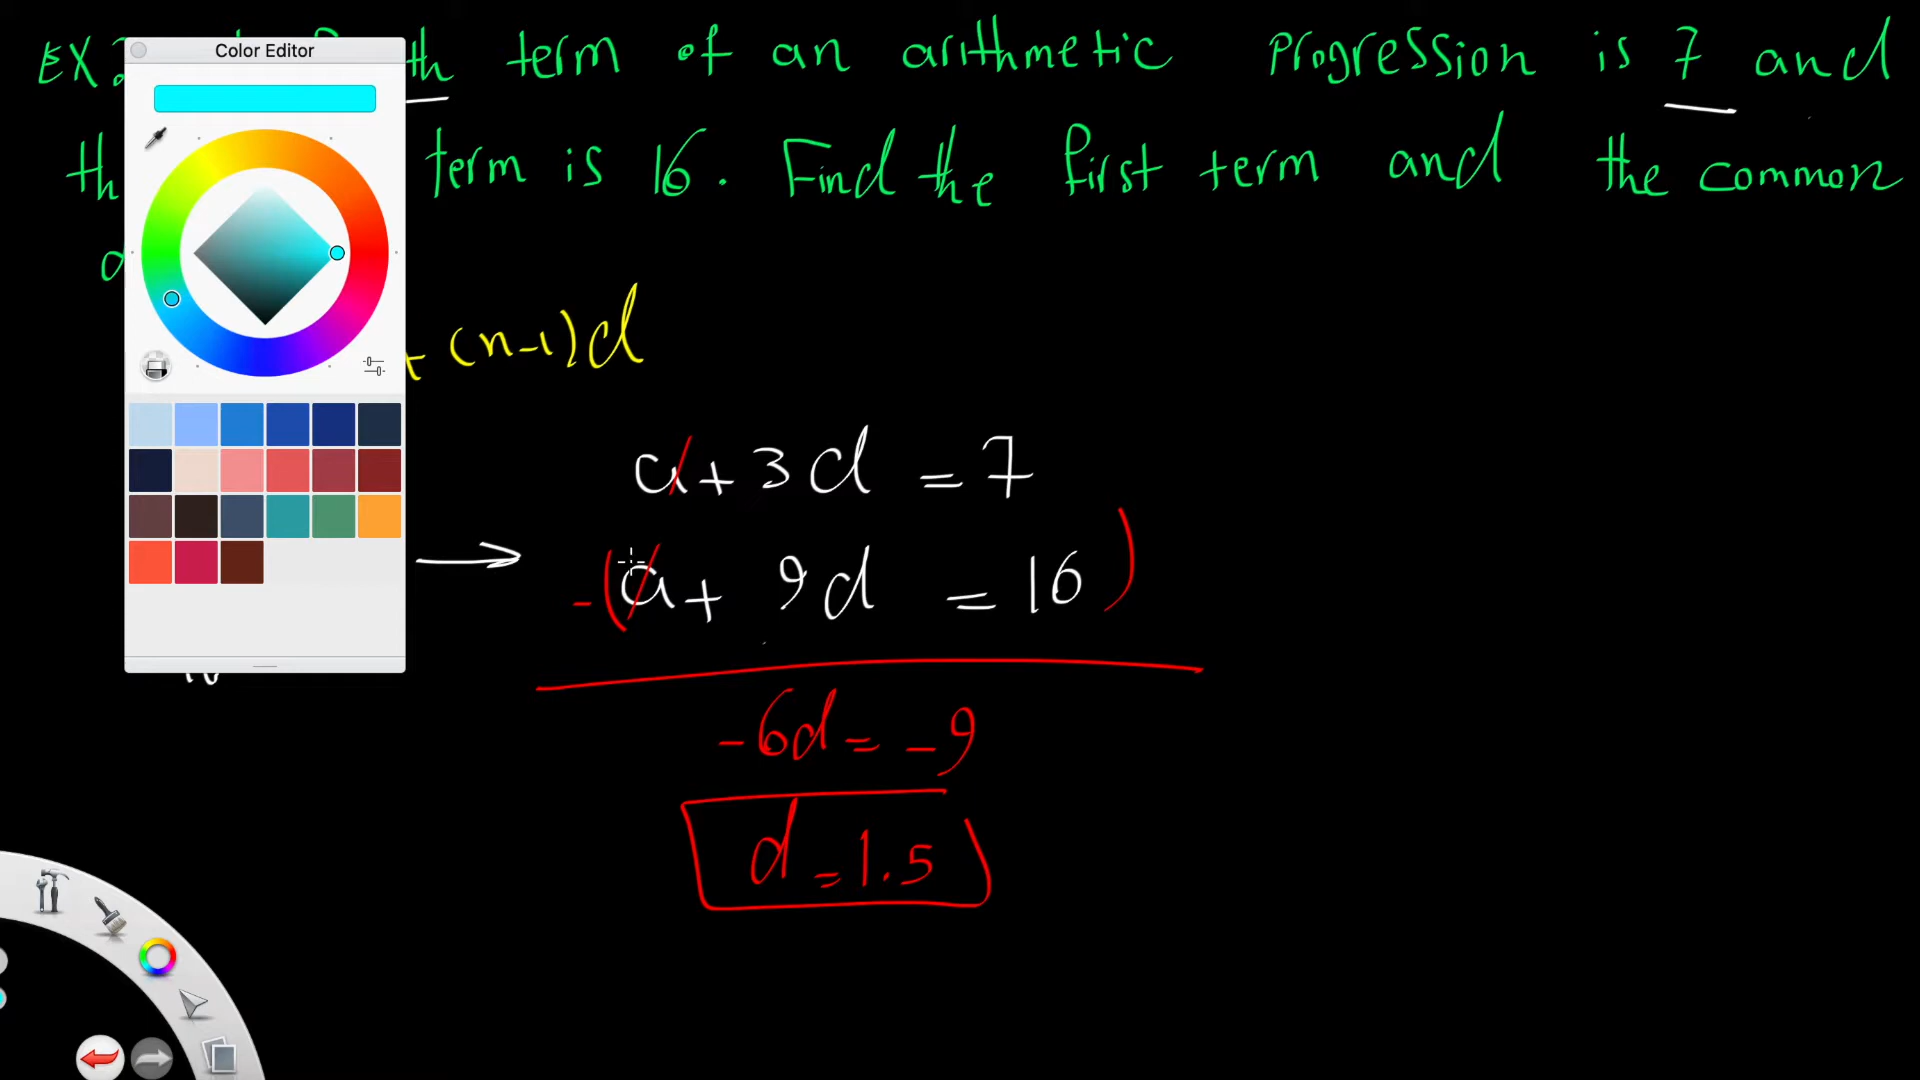 Color Editor
EX th term of an arithmetic progression is 7 and
th term is 16. Find the first term and the common
+ (n-1)d
a + 3d = 7
-(a + 9d = 16)
-6d = -9
d = 1.5